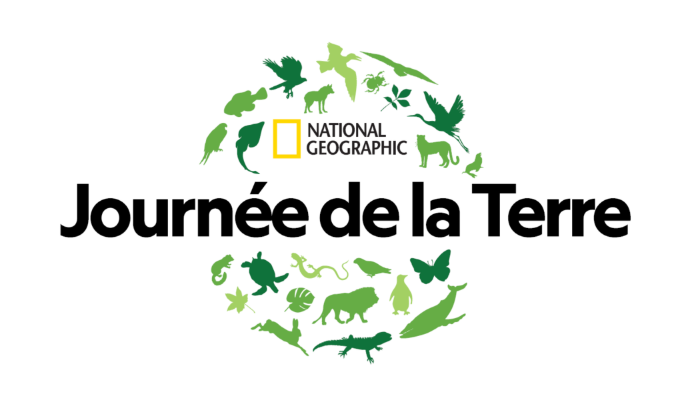 NATIONAL
GEOGRAPHIC
Journée de la Terre